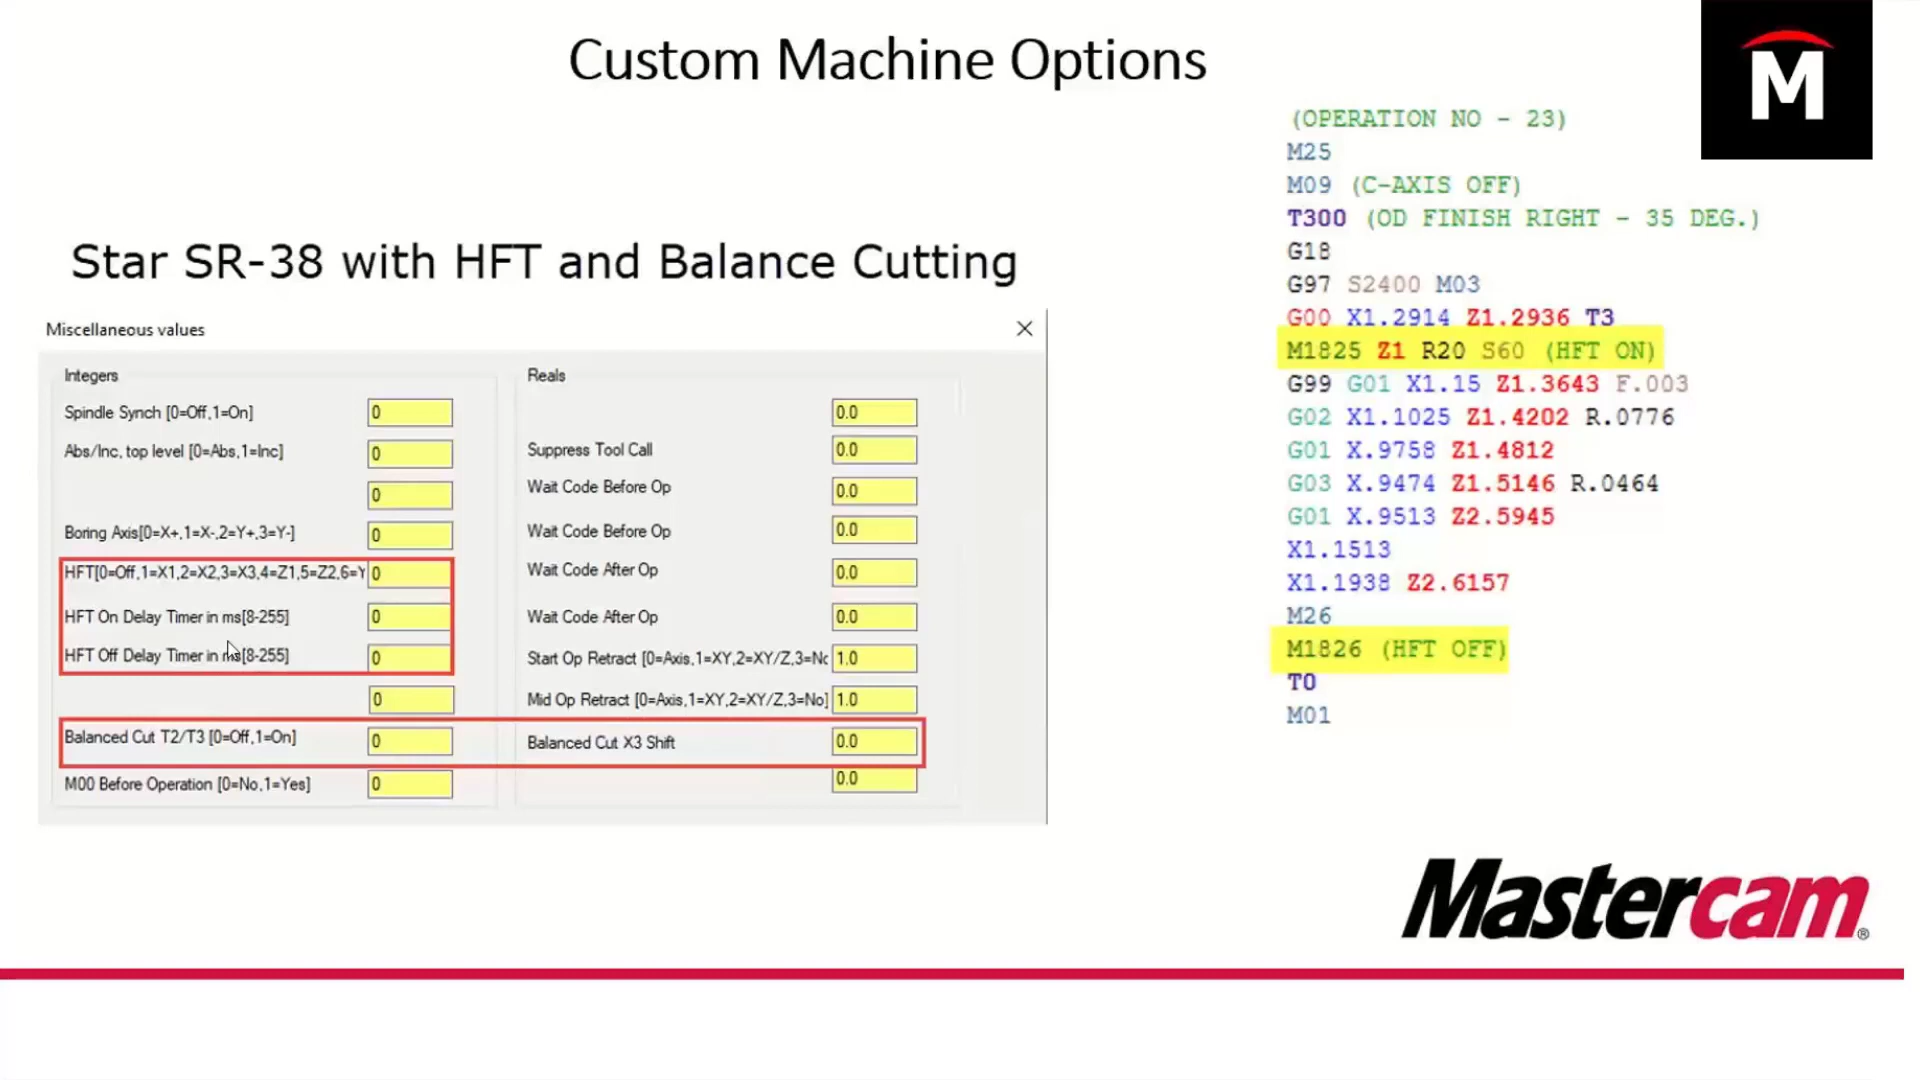 Custom Machine Options
M
Star SR-38 with HFT and Balance Cutting
Miscellaneous values
Integers
Spindle Synch [0=Off,1=On] 0
Abs/Inc, top level [0=Abs,1=Inc] 0
0
Boring Axis[0=X+,1=X-,2=Y+,3=Y-] 0
HFT[0=Off,1=X1,2=X2,3=X3,4=Z1,5=Z2,6=Y 0
HFT On Delay Timer in ms[8-255] 0
HFT Off Delay Timer in ms[8-255] 0
0
Balanced Cut T2/T3 [0=Off,1=On] 0
M00 Before Operation [0=No,1=Yes] 0
Reals
0.0
Suppress Tool Call 0.0
Wait Code Before Op 0.0
Wait Code Before Op 0.0
Wait Code After Op 0.0
Wait Code After Op 0.0
Start Op Retract [0=Axis,1=XY,2=XY/Z,3=Nc 1.0
Mid Op Retract [0=Axis,1=XY,2=XY/Z,3=No] 1.0
Balanced Cut X3 Shift 0.0
0.0
(OPERATION NO - 23)
M25
M09 (C-AXIS OFF)
T300 (OD FINISH RIGHT - 35 DEG.)
G18
G97 S2400 M03
G00 X1.2914 Z1.2936 T3
M1825 Z1 R20 S60 (HFT ON)
G99 G01 X1.15 Z1.3643 F.003
G02 X1.1025 Z1.4202 R.0776
G01 X.9758 Z1.4812
G03 X.9474 Z1.5146 R.0464
G01 X.9513 Z2.5945
X1.1513
X1.1938 Z2.6157
M26
M1826 (HFT OFF)
T0
M01
Mastercam®